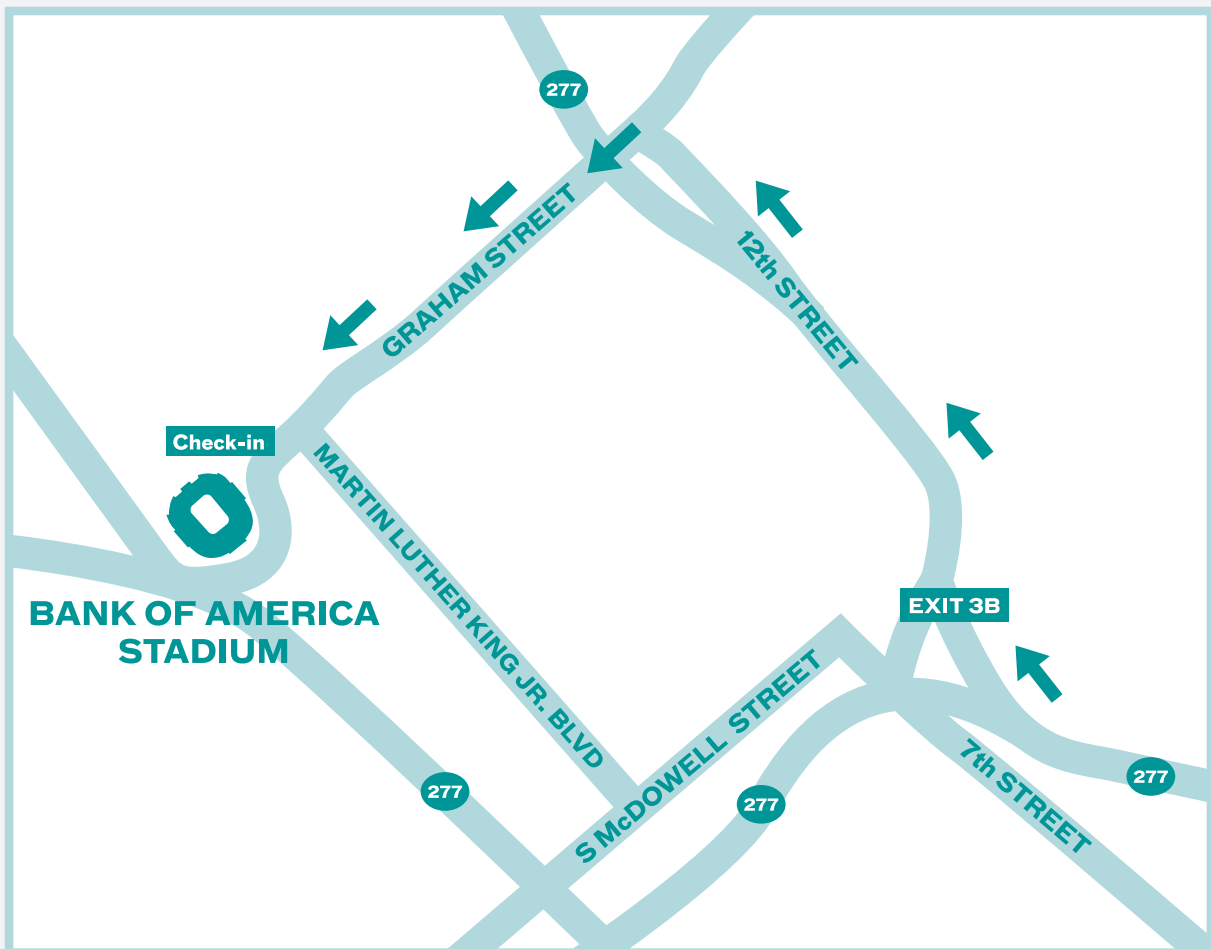 277
GRAHAM STREET
12th STREET
Check-in
MARTIN LUTHER KING JR. BLVD
BANK OF AMERICA
STADIUM
EXIT 3B
S McDOWELL STREET
7th STREET
277
277
277